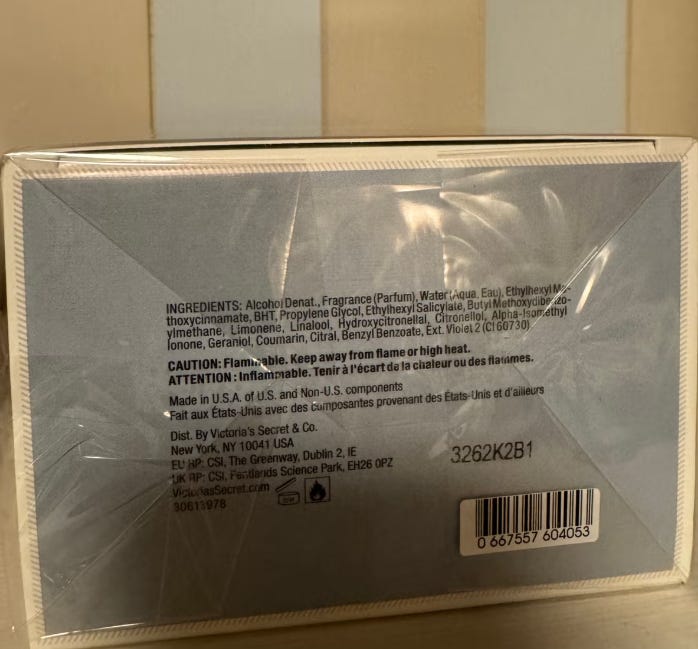 INGREDIENTS: Alcohol Denat., Fragrance (Parfum), Water (Aqua, Eau), Ethylhexyl Me-
thoxycinnamate, BHT, Propylene Glycol, Ethylhexyl Salicylate, Butyl Methoxydibenzo-
ylmethane, Limonene, Linalool, Hydroxycitronellal, Citronellol, Alpha-Isomethyl
Ionone, Geraniol, Coumarin, Citral, Benzyl Benzoate, Ext. Violet 2 (CI 60730)
CAUTION: Flammable. Keep away from flame or high heat.
ATTENTION : Inflammable. Tenir à l'écart de la chaleur ou des flammes.
Made in U.S.A. of U.S. and Non-U.S. components
Fait aux États-Unis avec des composantes provenant des États-Unis et d'ailleurs
Dist. By Victoria's Secret & Co.
New York, NY 10041 USA
EU RP: CSI, The Greenway, Dublin 2, IE
UK RP: CSI, Pentlands Science Park, EH26 0PZ
VictoriasSecret.com
30613978
3262K2B1
0 667557 604053